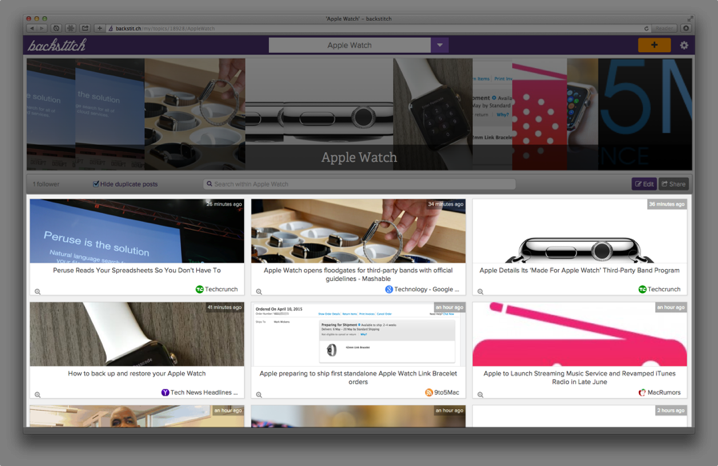 'Apple Watch' – backstitch
backstit.ch
backstitch
Apple Watch
Peruse is the solution
Apple Watch
1 follower
Hide duplicate posts
Search within Apple Watch
Edit
Share
26 minutes ago
Peruse is the solution
Natural language search
Peruse Reads Your Spreadsheets So You Don't Have To
Techcrunch
34 minutes ago
Apple Watch opens floodgates for third-party bands with official
guidelines - Mashable
Technology - Google ...
36 minutes ago
Apple Details Its 'Made For Apple Watch' Third-Party Band Program
Techcrunch
41 minutes ago
How to back up and restore your Apple Watch
Tech News Headlines ...
an hour ago
Ordered On April 10, 2015
Preparing for Shipment
Apple preparing to ship first standalone Apple Watch Link Bracelet
orders
9to5Mac
an hour ago
Apple to Launch Streaming Music Service and Revamped iTunes
Radio in Late June
MacRumors
an hour ago
an hour ago
2 hours ago